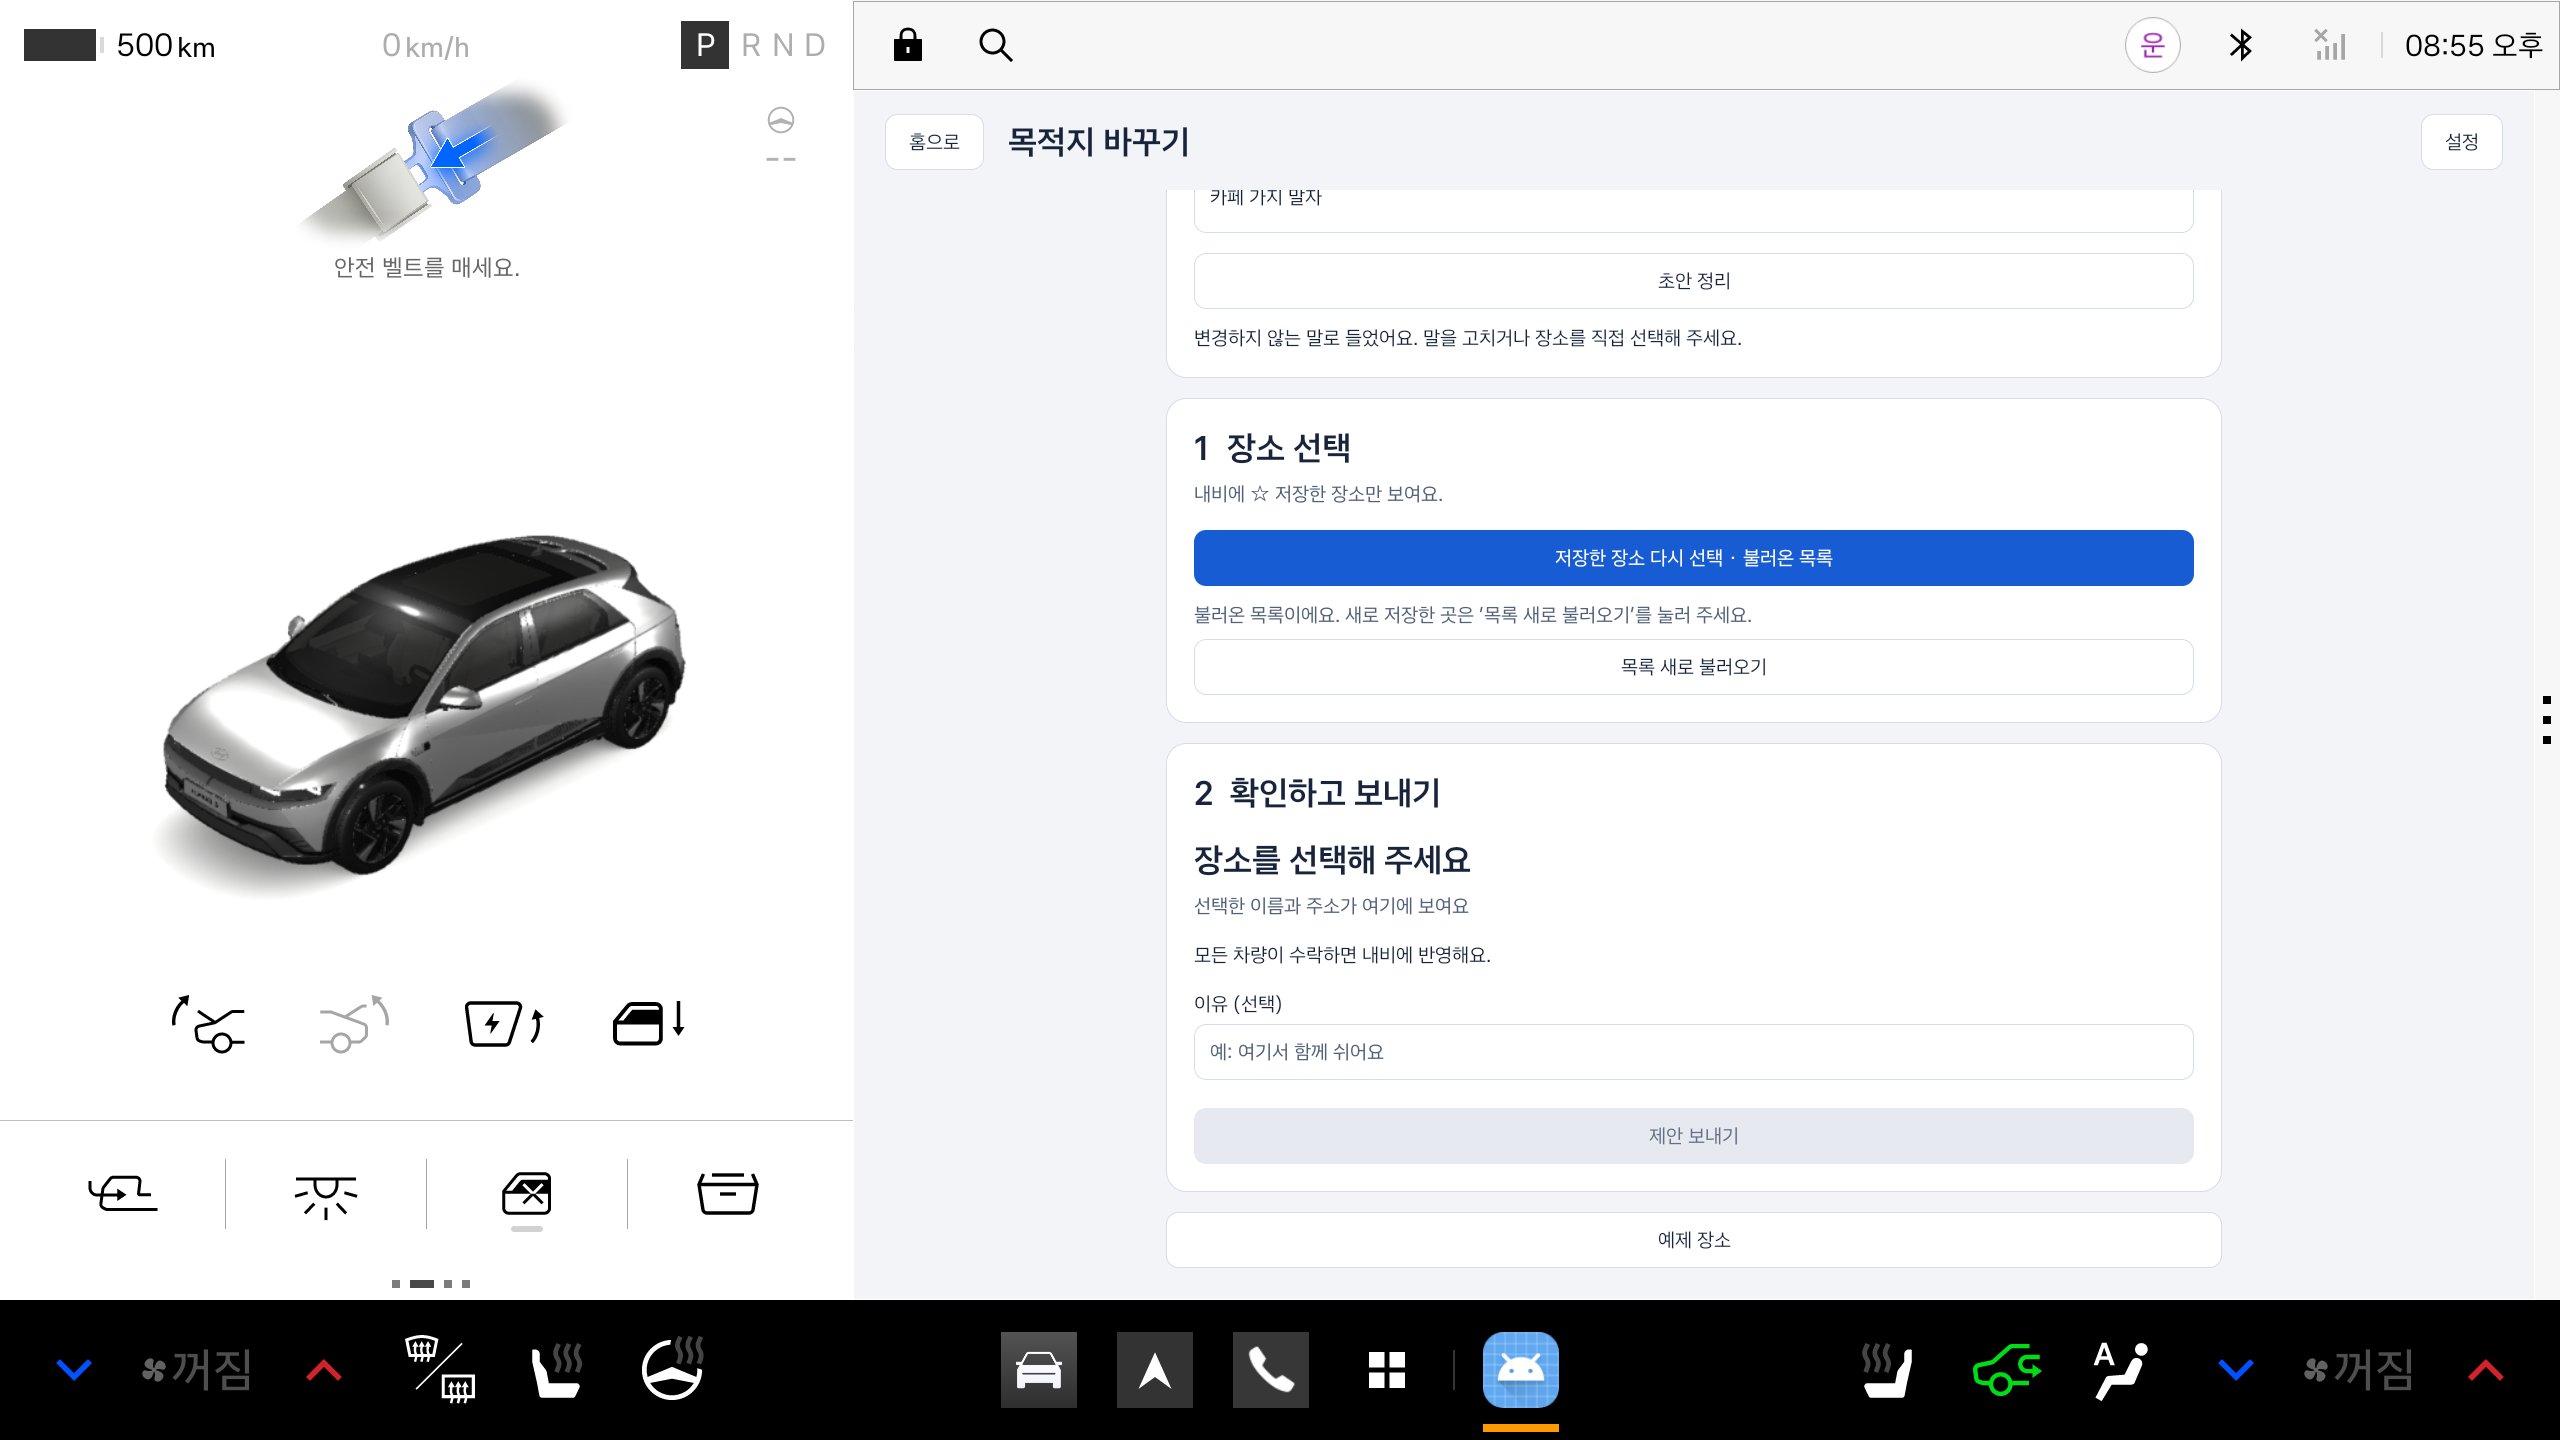 500 km
0 km/h
P R N D
운
08:55 오후
안전 벨트를 매세요.
홈으로
목적지 바꾸기
설정
카페 가지 말자
초안 정리
변경하지 않는 말로 들었어요. 말을 고치거나 장소를 직접 선택해 주세요.
1 장소 선택
내비에 ☆ 저장한 장소만 보여요.
저장한 장소 다시 선택 · 불러온 목록
불러온 목록이에요. 새로 저장한 곳은 ‘목록 새로 불러오기’를 눌러 주세요.
목록 새로 불러오기
2 확인하고 보내기
장소를 선택해 주세요
선택한 이름과 주소가 여기에 보여요
모든 차량이 수락하면 내비에 반영해요.
이유 (선택)
예: 여기서 함께 쉬어요
제안 보내기
예제 장소
꺼짐
A
꺼짐